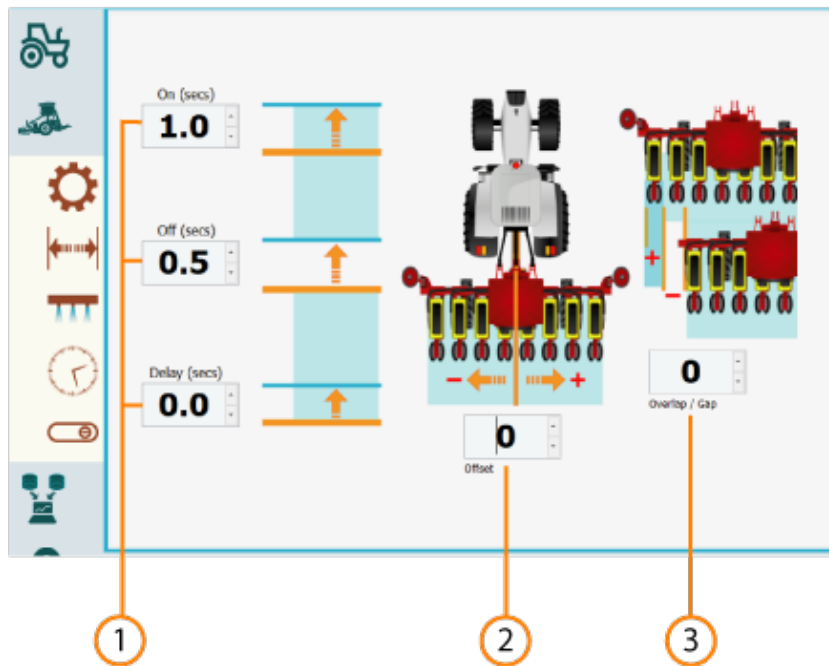 On (secs)
1.0
Off (secs)
0.5
Delay (secs)
0.0
- +
0
Offset
+
-
0
Overlap / Gap
1
2
3